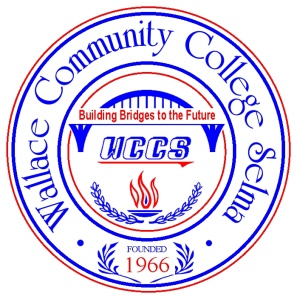 Wallace Community College Selma
Building Bridges to the Future
WCCS
FOUNDED
1966